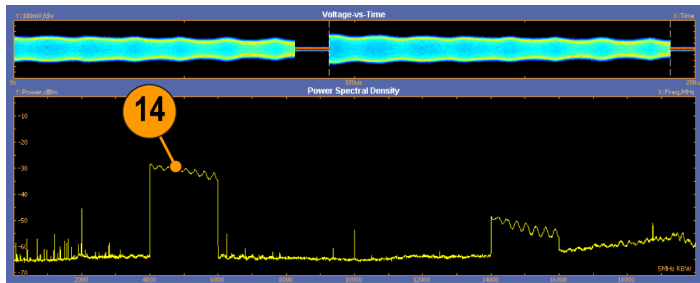 Y:100mV/div Voltage-vs-Time X:Time
0s 100us 200us
Y:Power,dBm Power Spectral Density X:Freq,MHz
14
-10
-20
-30
-40
-50
-60
-70
5MHz RBW
2000 4000 6000 8000 10000 12000 14000 16000 18000